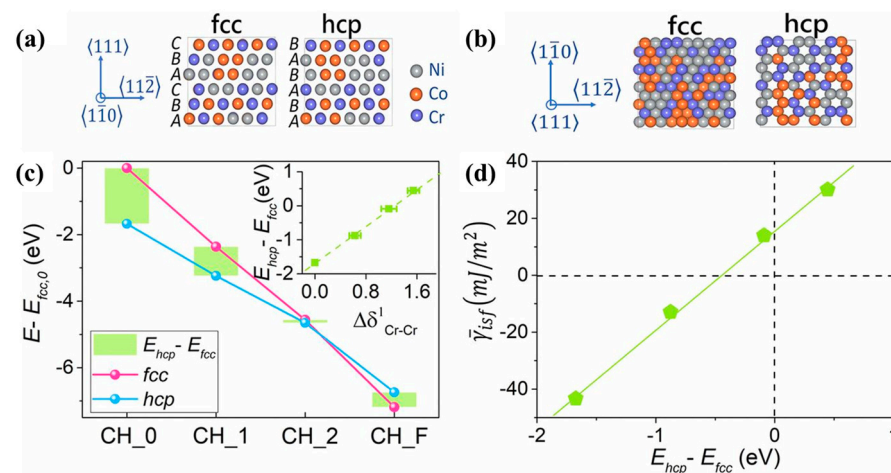 (a)
fcc
hcp
⟨111⟩
⟨112̄⟩
⟨11̄0⟩
C
B
A
C
B
A
B
A
B
A
B
A
Ni
Co
Cr
(b)
fcc
hcp
⟨11̄0⟩
⟨112̄⟩
⟨111⟩
(c)
E- E_fcc,0 (eV)
0
-2
-4
-6
CH_0 CH_1 CH_2 CH_F
E_hcp- E_fcc
fcc
hcp
E_hcp- E_fcc (eV)
1
0
-1
-2
0.0 0.8 1.6
Δδ¹_Cr-Cr
(d)
γ̄_isf (mJ/m²)
40
20
0
-20
-40
-2 -1 0
E_hcp- E_fcc (eV)